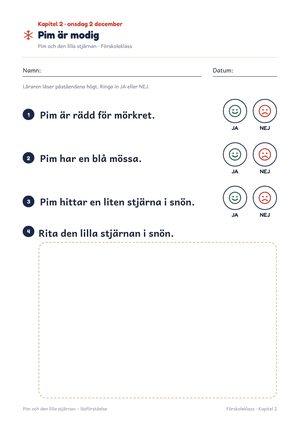 Kapitel 2 · onsdag 2 december
Pim är modig
Pim och den lilla stjärnan · Förskoleklass
Namn:
Datum:
Läraren läser påståendena högt. Ringa in JA eller NEJ.
1 Pim är rädd för mörkret.
JA NEJ
2 Pim har en blå mössa.
JA NEJ
3 Pim hittar en liten stjärna i snön.
JA NEJ
4 Rita den lilla stjärnan i snön.
Pim och den lilla stjärnan – läsförståelse
Förskoleklass · Kapitel 2